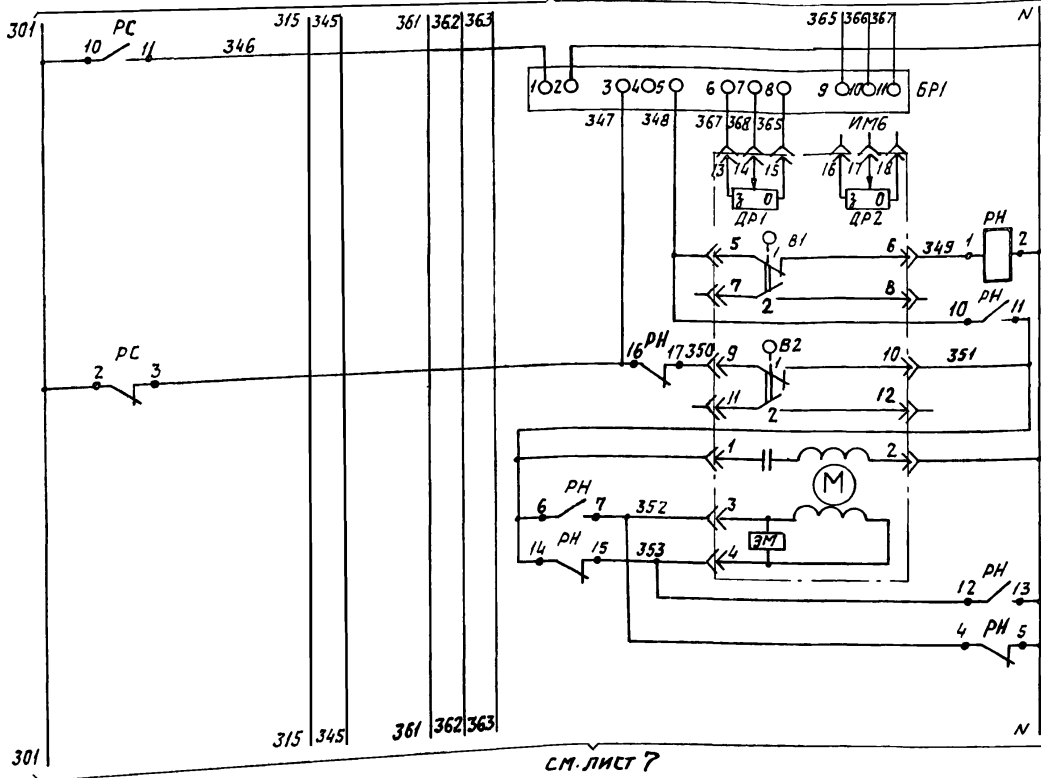 301 315 345 361 362 363 365 366 367 N
РС
10 11 346
1 2 3 4 5 6 7 8 9 10 11 БР1
347 348 367 368 365 ИМ6
13 14 15 16 17 18
З О З О
ДР1 ДР2
РН
5 1 В1 6 349 1 2
7 2 8
РН
10 11
РС РН В2
2 3 16 17 350 9 1 10 351
11 2 12
1 2
М
РН
6 7 352 3
ЭМ
РН
14 15 353 4
РН
12 13
4 РН 5
301 315 345 361 362 363 N
см. лист 7